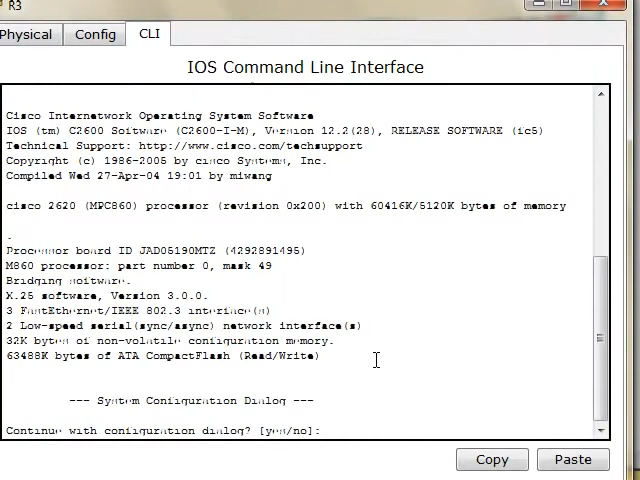 R3
Physical
Config
CLI
IOS Command Line Interface
Cisco Internetwork Operating System Software
IOS (tm) C2600 Software (C2600-I-M), Version 12.2(28), RELEASE SOFTWARE (fc5)
Technical Support: http://www.cisco.com/techsupport
Copyright (c) 1986-2005 by cisco Systems, Inc.
Compiled Wed 27-Apr-04 19:01 by miwang
cisco 2620 (MPC860) processor (revision 0x200) with 60416K/5120K bytes of memory
.
Processor board ID JAD05190MTZ (4292891495)
M860 processor: part number 0, mask 49
Bridging software.
X.25 software, Version 3.0.0.
3 FastEthernet/IEEE 802.3 interface(s)
2 Low-speed serial(sync/async) network interface(s)
32K bytes of non-volatile configuration memory.
63488K bytes of ATA CompactFlash (Read/Write)
--- System Configuration Dialog ---
Continue with configuration dialog? [yes/no]:
Copy
Paste